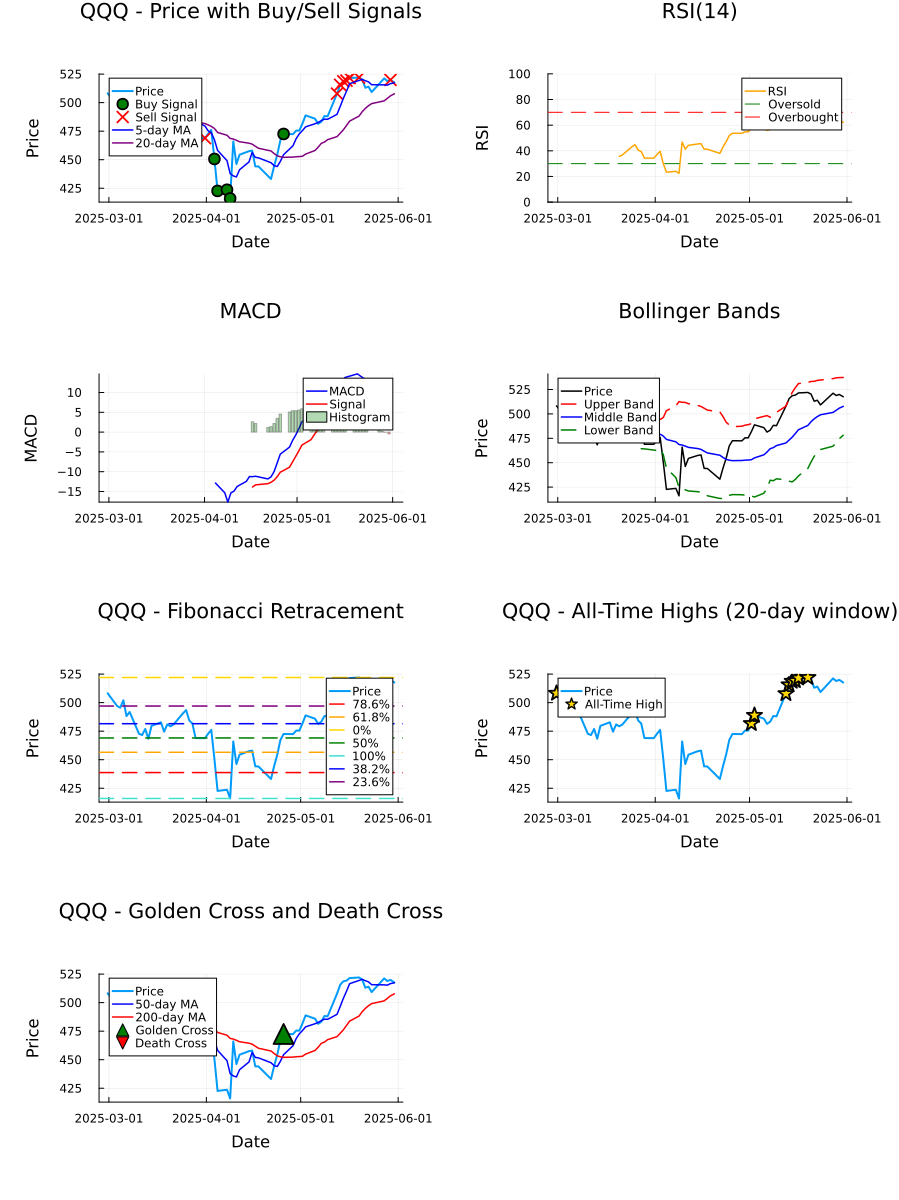 QQQ - Price with Buy/Sell Signals
Price
525
500
475
450
425
Price
Buy Signal
Sell Signal
5-day MA
20-day MA
2025-03-01 2025-04-01 2025-05-01 2025-06-01
Date
RSI(14)
RSI
100
80
60
40
20
0
RSI
Oversold
Overbought
2025-03-01 2025-04-01 2025-05-01 2025-06-01
Date
MACD
MACD
10
5
0
−5
−10
−15
MACD
Signal
Histogram
2025-03-01 2025-04-01 2025-05-01 2025-06-01
Date
Bollinger Bands
Price
525
500
475
450
425
Price
Upper Band
Middle Band
Lower Band
2025-03-01 2025-04-01 2025-05-01 2025-06-01
Date
QQQ - Fibonacci Retracement
Price
525
500
475
450
425
Price
78.6%
61.8%
0%
50%
100%
38.2%
23.6%
2025-03-01 2025-04-01 2025-05-01 2025-06-01
Date
QQQ - All-Time Highs (20-day window)
Price
525
500
475
450
425
Price
All-Time High
2025-03-01 2025-04-01 2025-05-01 2025-06-01
Date
QQQ - Golden Cross and Death Cross
Price
525
500
475
450
425
Price
50-day MA
200-day MA
Golden Cross
Death Cross
2025-03-01 2025-04-01 2025-05-01 2025-06-01
Date